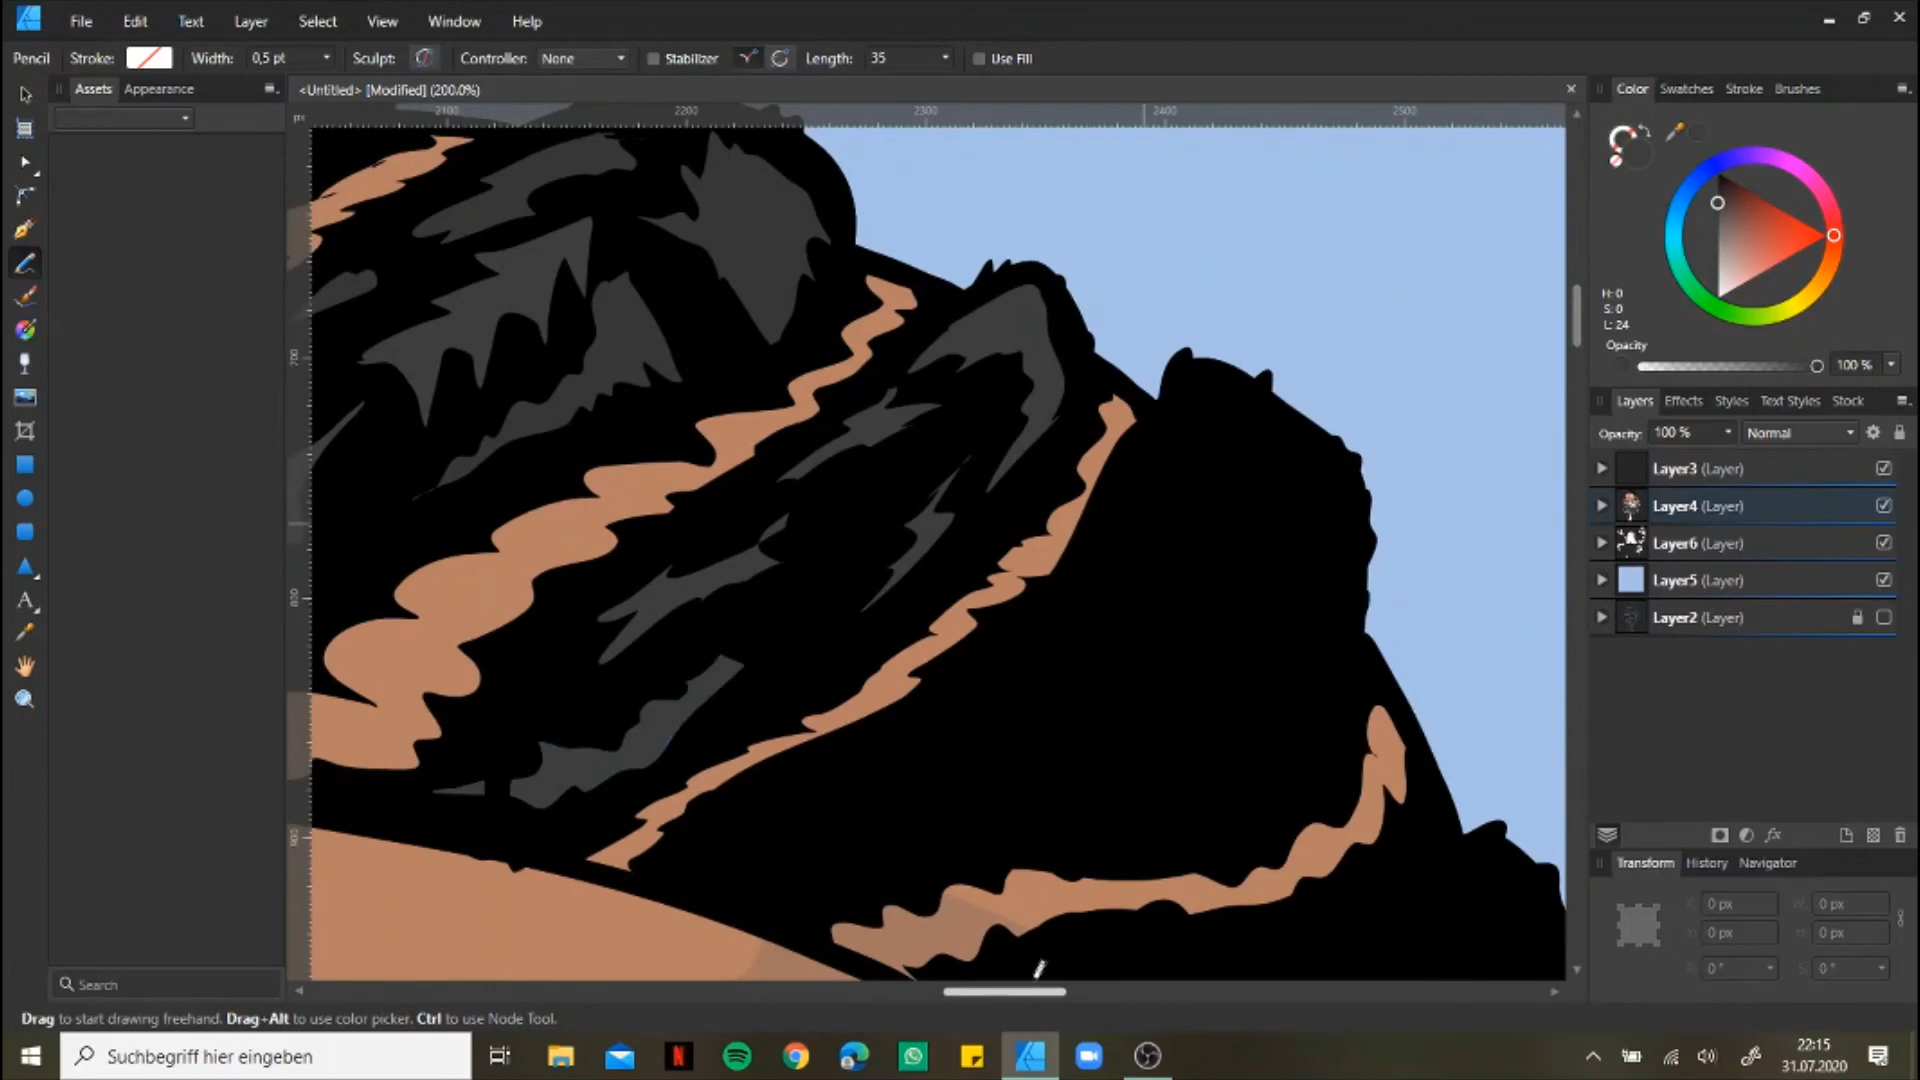 File Edit Text Layer Select View Window Help
Pencil Stroke: Width: 0,5 pt Sculpt: Controller: None Stabilizer Length: 35 Use Fill
Assets Appearance
<Untitled> [Modified] (200.0%)
Color Swatches Stroke Brushes
px 2100 2200 2300 2400 2500
H: 0
S: 0
L: 24
Opacity
100 %
700
800
900
Layers Effects Styles Text Styles Stock
Opacity: 100 % Normal
Layer3 (Layer)
Layer4 (Layer)
Layer6 (Layer)
Layer5 (Layer)
Layer2 (Layer)
fx
Transform History Navigator
X: 0 px W: 0 px
Y: 0 px H: 0 px
R: 0 ° S: 0 °
Search
Drag to start drawing freehand. Drag+Alt to use color picker. Ctrl to use Node Tool.
Suchbegriff hier eingeben
22:15
31.07.2020